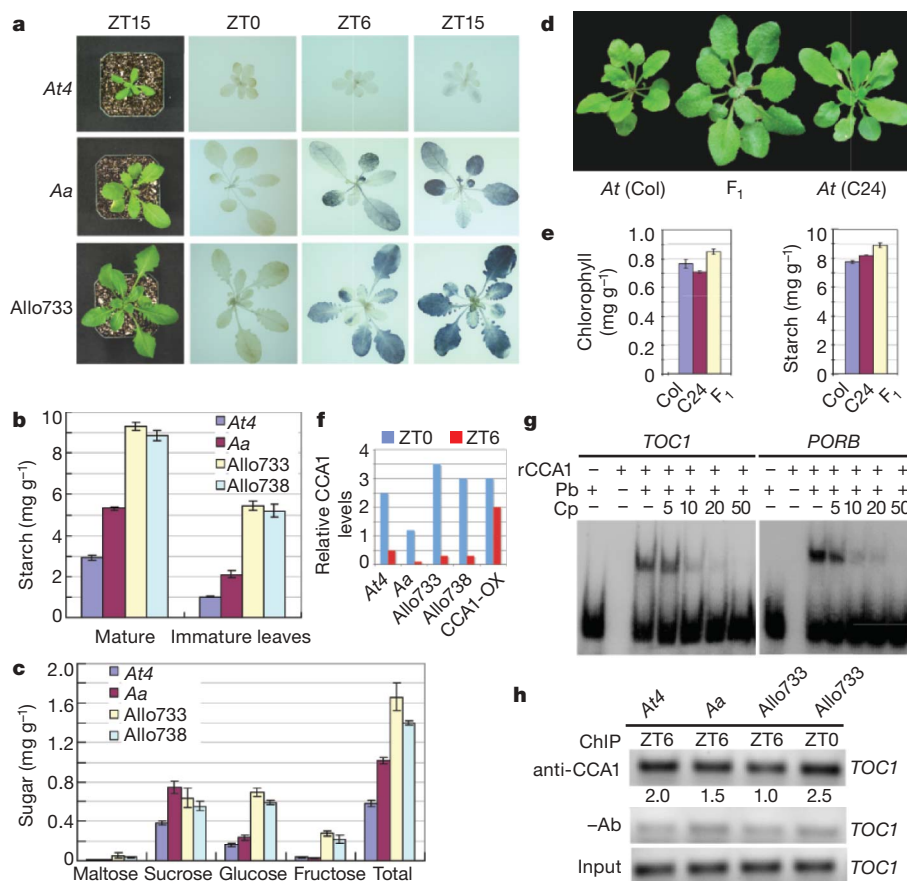 a
ZT15 ZT0 ZT6 ZT15
At4
Aa
Allo733
b
Starch (mg g⁻¹)
10
8
6
4
2
0
At4
Aa
Allo733
Allo738
Mature Immature leaves
c
Sugar (mg g⁻¹)
2.0
1.6
1.2
0.8
0.4
0
At4
Aa
Allo733
Allo738
Maltose Sucrose Glucose Fructose Total
d
At (Col) F₁ At (C24)
e
Chlorophyll
(mg g⁻¹)
1.0
0.8
0.6
0.4
0.2
0
Col C24 F₁
Starch (mg g⁻¹)
10
8
6
4
2
0
Col C24 F₁
f
ZT0 ZT6
Relative CCA1
levels
4
3
2
1
0
At4 Aa Allo733 Allo738 CCA1-OX
g
TOC1 PORB
rCCA1 – + + + + + + – + + + + + +
Pb + – + + + + + + – + + + + +
Cp 5 10 20 50 5 10 20 50
h
At4 Aa Allo733 Allo733
ChIP ZT6 ZT6 ZT6 ZT0
anti-CCA1 TOC1
2.0 1.5 1.0 2.5
–Ab TOC1
Input TOC1